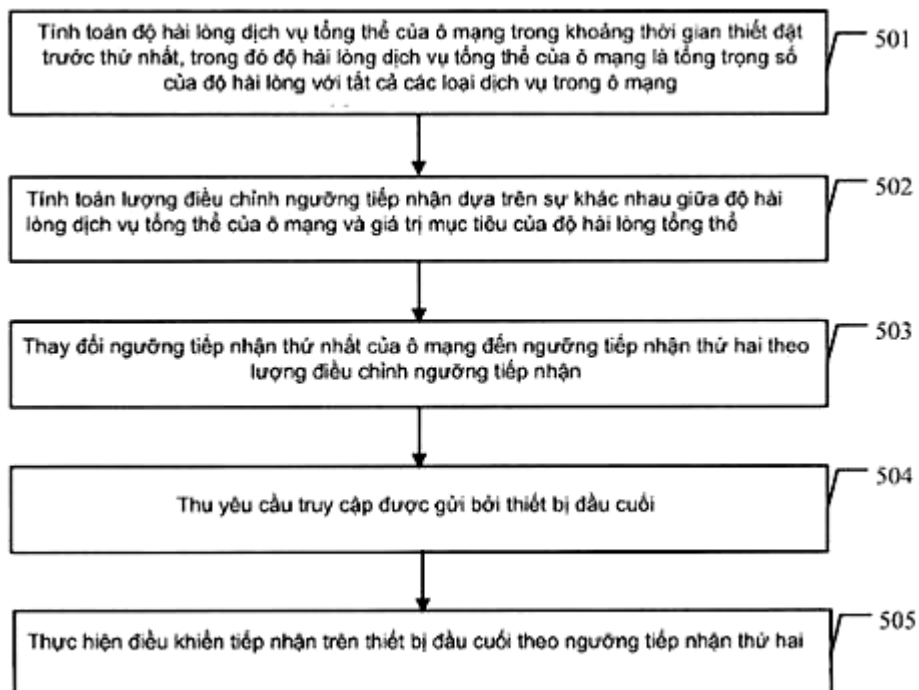 Tính toán độ hài lòng dịch vụ tổng thể của ô mạng trong khoảng thời gian thiết đặt
trước thứ nhất, trong đó độ hài lòng dịch vụ tổng thể của ô mạng là tổng trọng số
của độ hài lòng với tất cả các loại dịch vụ trong ô mạng
501
Tính toán lượng điều chỉnh ngưỡng tiếp nhận dựa trên sự khác nhau giữa độ hài
lòng dịch vụ tổng thể của ô mạng và giá trị mục tiêu của độ hài lòng tổng thể
502
Thay đổi ngưỡng tiếp nhận thứ nhất của ô mạng đến ngưỡng tiếp nhận thứ hai theo
lượng điều chỉnh ngưỡng tiếp nhận
503
Thu yêu cầu truy cập được gửi bởi thiết bị đầu cuối
504
Thực hiện điều khiển tiếp nhận trên thiết bị đầu cuối theo ngưỡng tiếp nhận thứ hai
505